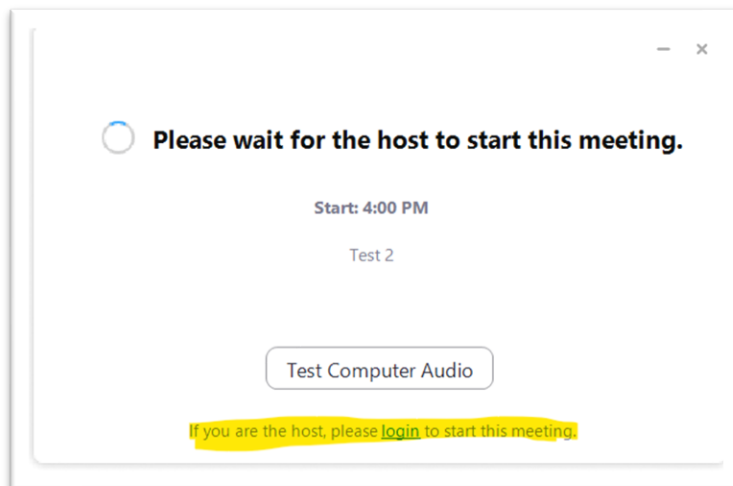 Please wait for the host to start this meeting.
Start: 4:00 PM
Test 2
Test Computer Audio
If you are the host, please login to start this meeting.